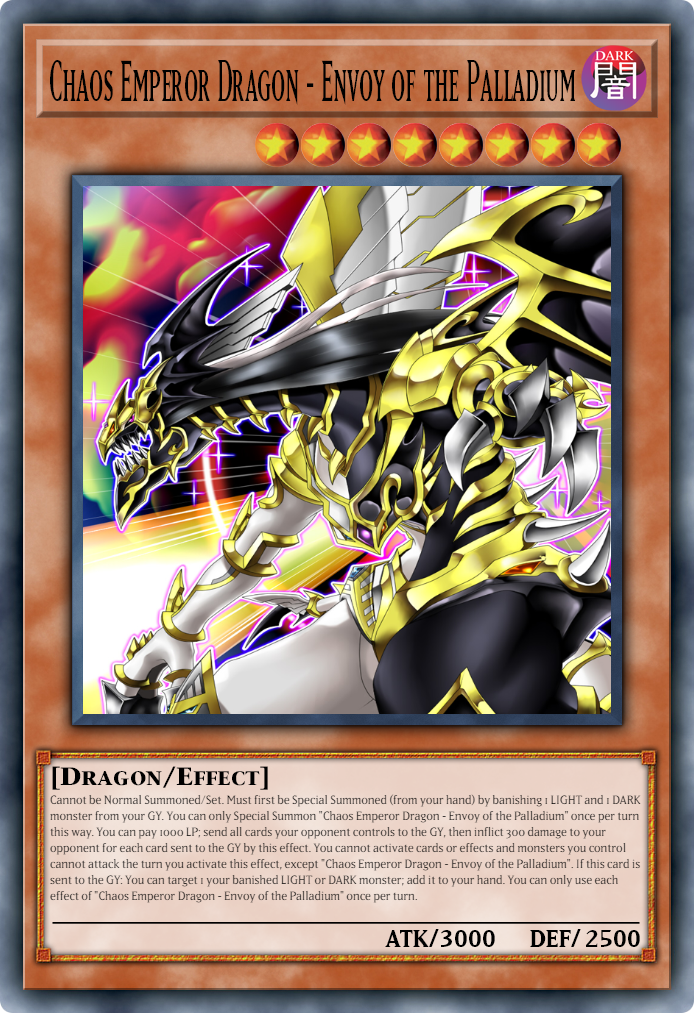 Chaos Emperor Dragon - Envoy of the Palladium
DARK
闇
[Dragon/Effect]
Cannot be Normal Summoned/Set. Must first be Special Summoned (from your hand) by banishing 1 LIGHT and 1 DARK
monster from your GY. You can only Special Summon "Chaos Emperor Dragon - Envoy of the Palladium" once per turn
this way. You can pay 1000 LP; send all cards your opponent controls to the GY, then inflict 300 damage to your
opponent for each card sent to the GY by this effect. You cannot activate cards or effects and monsters you control
cannot attack the turn you activate this effect, except "Chaos Emperor Dragon - Envoy of the Palladium". If this card is
sent to the GY: You can target 1 your banished LIGHT or DARK monster; add it to your hand. You can only use each
effect of "Chaos Emperor Dragon - Envoy of the Palladium" once per turn.
ATK/3000 DEF/ 2500